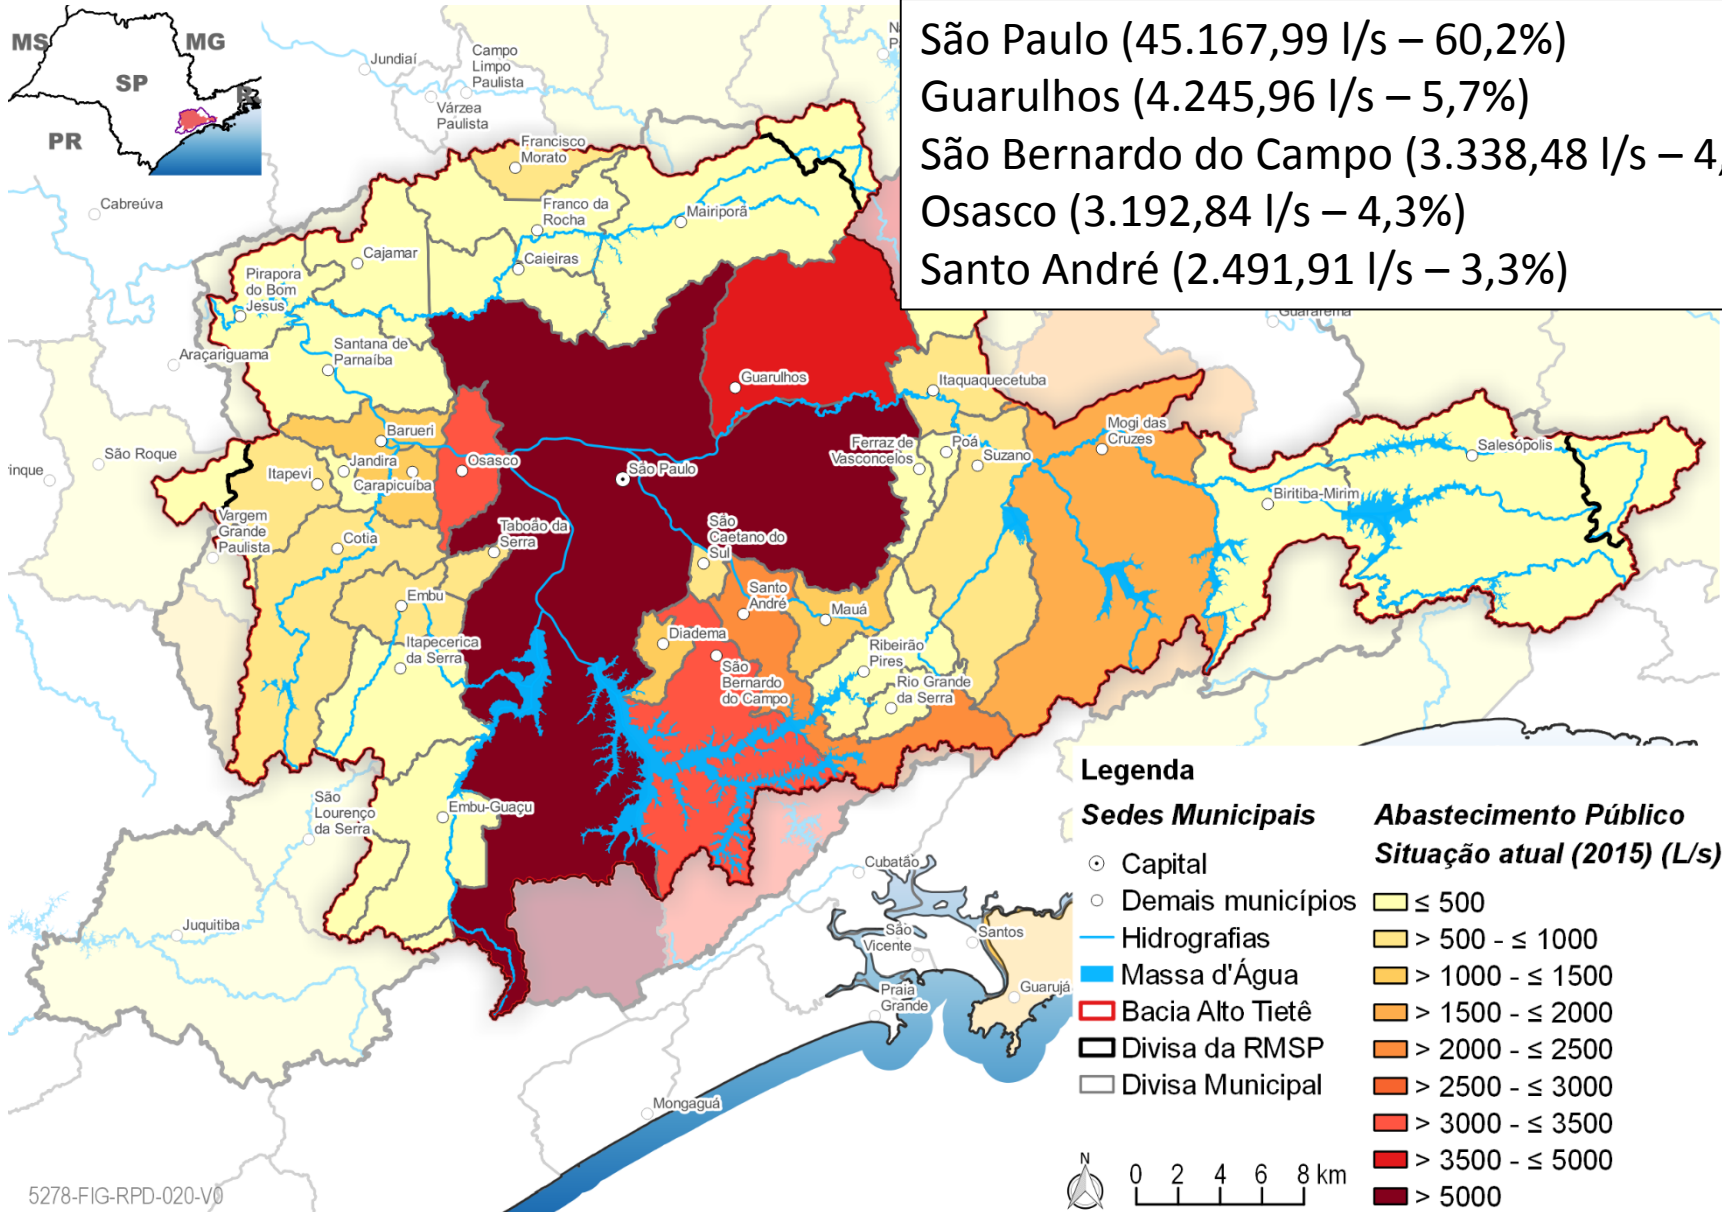 São Paulo (45.167,99 l/s – 60,2%)
Guarulhos (4.245,96 l/s – 5,7%)
São Bernardo do Campo (3.338,48 l/s – 4,
Osasco (3.192,84 l/s – 4,3%)
Santo André (2.491,91 l/s – 3,3%)
MS
MG
SP
PR
Jundiaí
Campo
Limpo
Paulista
Várzea
Paulista
Francisco
Morato
Cabreúva
Franco da
Rocha
Mairiporã
Cajamar
Caieiras
Pirapora
do Bom
Jesus
Guararema
Araçariguama
Santana de
Parnaíba
Guarulhos
Itaquaquecetuba
Barueri
Mogi das
Cruzes
São Roque
Itapevi
Jandira
Carapicuíba
Osasco
São Paulo
Ferraz de
Vasconcelos
Poá
Suzano
Salesópolis
Biritiba-Mirim
Vargem
Grande
Paulista
Cotia
Taboão da
Serra
São
Caetano do
Sul
Embu
Santo
André
Mauá
Itapecerica
da Serra
Diadema
São
Bernardo
do Campo
Ribeirão
Pires
Rio Grande
da Serra
São
Lourenço
da Serra
Embu-Guaçu
Juquitiba
Cubatão
São
Vicente
Santos
Praia
Grande
Guarujá
Mongaguá
Legenda
Sedes Municipais
Capital
Demais municípios
Hidrografias
Massa d'Água
Bacia Alto Tietê
Divisa da RMSP
Divisa Municipal
Abastecimento Público
Situação atual (2015) (L/s)
≤ 500
> 500 - ≤ 1000
> 1000 - ≤ 1500
> 1500 - ≤ 2000
> 2000 - ≤ 2500
> 2500 - ≤ 3000
> 3000 - ≤ 3500
> 3500 - ≤ 5000
> 5000
N
0 2 4 6 8 km
5278-FIG-RPD-020-V0